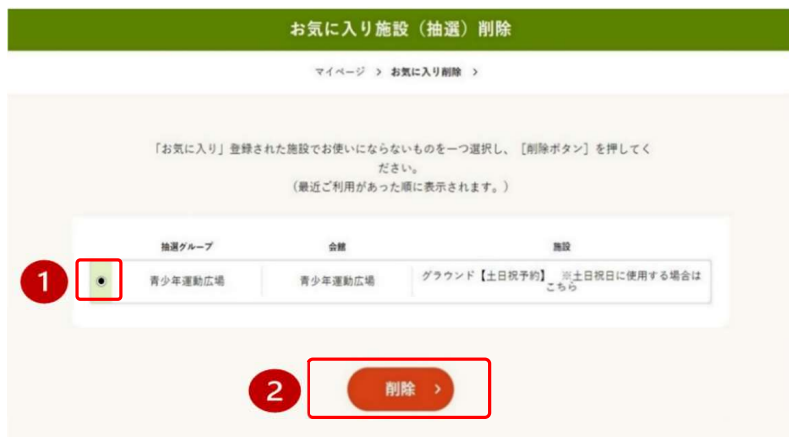 お気に入り施設（抽選）削除
マイページ > お気に入り削除 >
「お気に入り」登録された施設でお使いにならないものを一つ選択し、［削除ボタン］を押してく
ださい。
（最近ご利用があった順に表示されます。）
抽選グループ 会館 施設
1 青少年運動広場 青少年運動広場 グラウンド【土日祝予約】 ※土日祝日に使用する場合は
こちら
2 削除 >